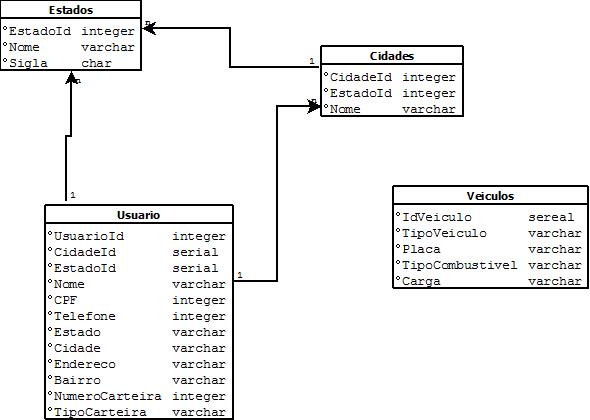 Estados
EstadoId integer
Nome varchar
Sigla char
n
n
1
Cidades
CidadeId integer
EstadoId integer
Nome varchar
n
1
1
Usuario
UsuarioId integer
CidadeId serial
EstadoId serial
Nome varchar
CPF integer
Telefone integer
Estado varchar
Cidade varchar
Endereco varchar
Bairro varchar
NumeroCarteira integer
TipoCarteira varchar
Veiculos
IdVeiculo sereal
TipoVeiculo varchar
Placa varchar
TipoCombustivel varchar
Carga varchar